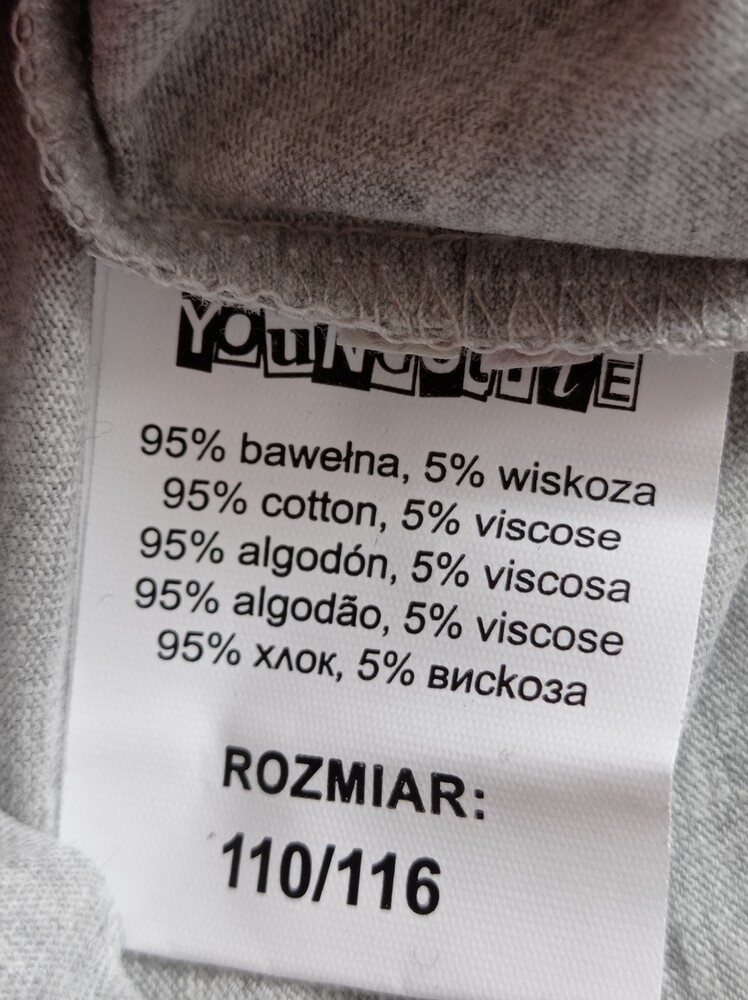 YOuNGStYlE
95% bawełna, 5% wiskoza
95% cotton, 5% viscose
95% algodón, 5% viscosa
95% algodão, 5% viscose
95% хлок, 5% вискоза
ROZMIAR:
110/116